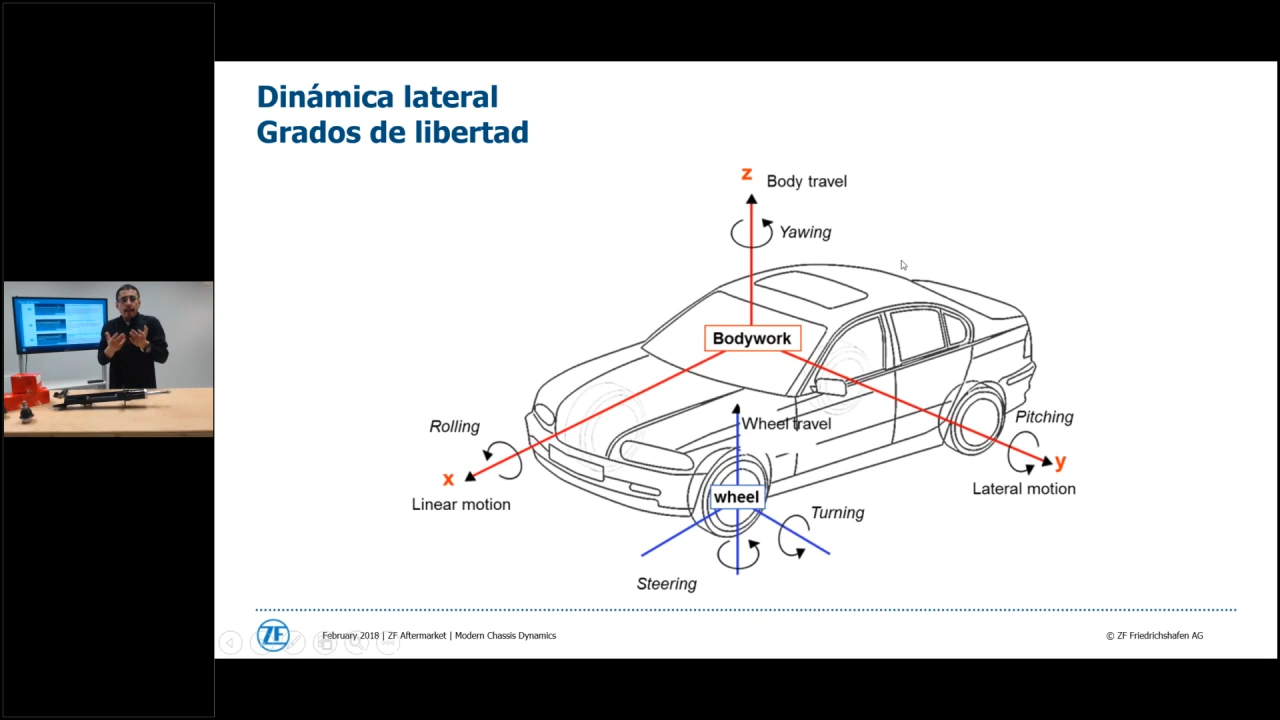 Dinámica lateral
Grados de libertad
z Body travel
Yawing
Bodywork
Wheel travel
Rolling
Pitching
x
y
Linear motion
Lateral motion
wheel
Turning
Steering
ZF
February 2018 | ZF Aftermarket | Modern Chassis Dynamics
© ZF Friedrichshafen AG